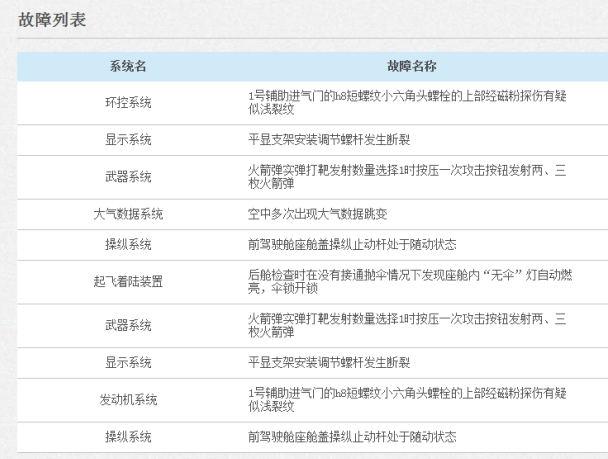 故障列表
系统名 故障名称
环控系统 1号辅助进气门的h8短螺纹小六角头螺栓的上部经磁粉探伤有疑
似浅裂纹
显示系统 平显支架安装调节螺杆发生断裂
武器系统 火箭弹实弹打靶发射数量选择1时按压一次攻击按钮发射两、三
枚火箭弹
大气数据系统 空中多次出现大气数据跳变
操纵系统 前驾驶舱座舱盖操纵止动杆处于随动状态
起飞着陆装置 后舱检查时在没有接通抛伞情况下发现座舱内“无伞”灯自动燃
亮，伞锁开锁
武器系统 火箭弹实弹打靶发射数量选择1时按压一次攻击按钮发射两、三
枚火箭弹
显示系统 平显支架安装调节螺杆发生断裂
发动机系统 1号辅助进气门的h8短螺纹小六角头螺栓的上部经磁粉探伤有疑
似浅裂纹
操纵系统 前驾驶舱座舱盖操纵止动杆处于随动状态